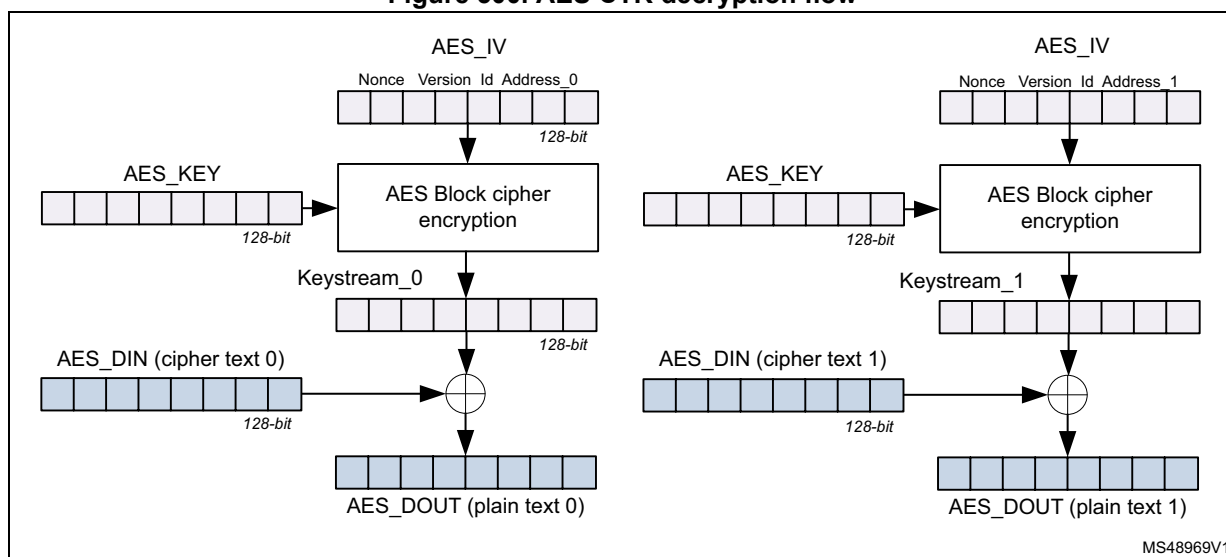 AES_IV
Nonce Version Id Address_0
128-bit
AES_KEY
128-bit
AES Block cipher
encryption
Keystream_0
128-bit
AES_DIN (cipher text 0)
128-bit
AES_DOUT (plain text 0)
AES_IV
Nonce Version Id Address_1
AES_KEY
128-bit
AES Block cipher
encryption
Keystream_1
AES_DIN (cipher text 1)
128-bit
AES_DOUT (plain text 1)
MS48969V1